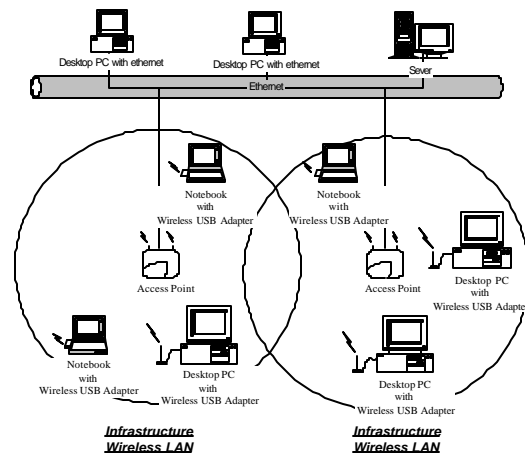 Desktop PC with ethernet
Desktop PC with ethernet
Sever
Ethernet
Notebook
with
Wireless USB Adapter
Notebook
with
Wireless USB Adapter
Access Point
Access Point
Desktop PC
with
Wireless USB Adapter
Notebook
with
Wireless USB Adapter
Desktop PC
with
Wireless USB Adapter
Desktop PC
with
Wireless USB Adapter
Infrastructure
Wireless LAN
Infrastructure
Wireless LAN